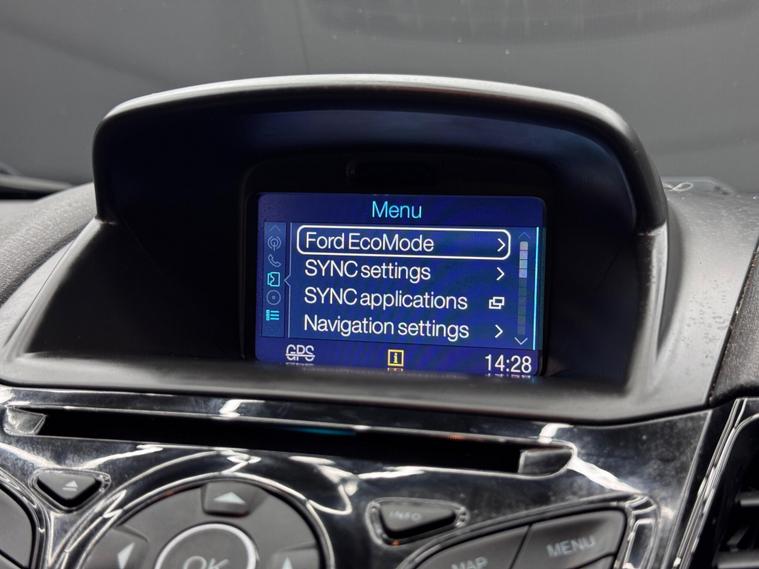 Menu
Ford EcoMode
SYNC settings
SYNC applications
Navigation settings
GPS
i
14:28
INFO
OK
MAP
MENU